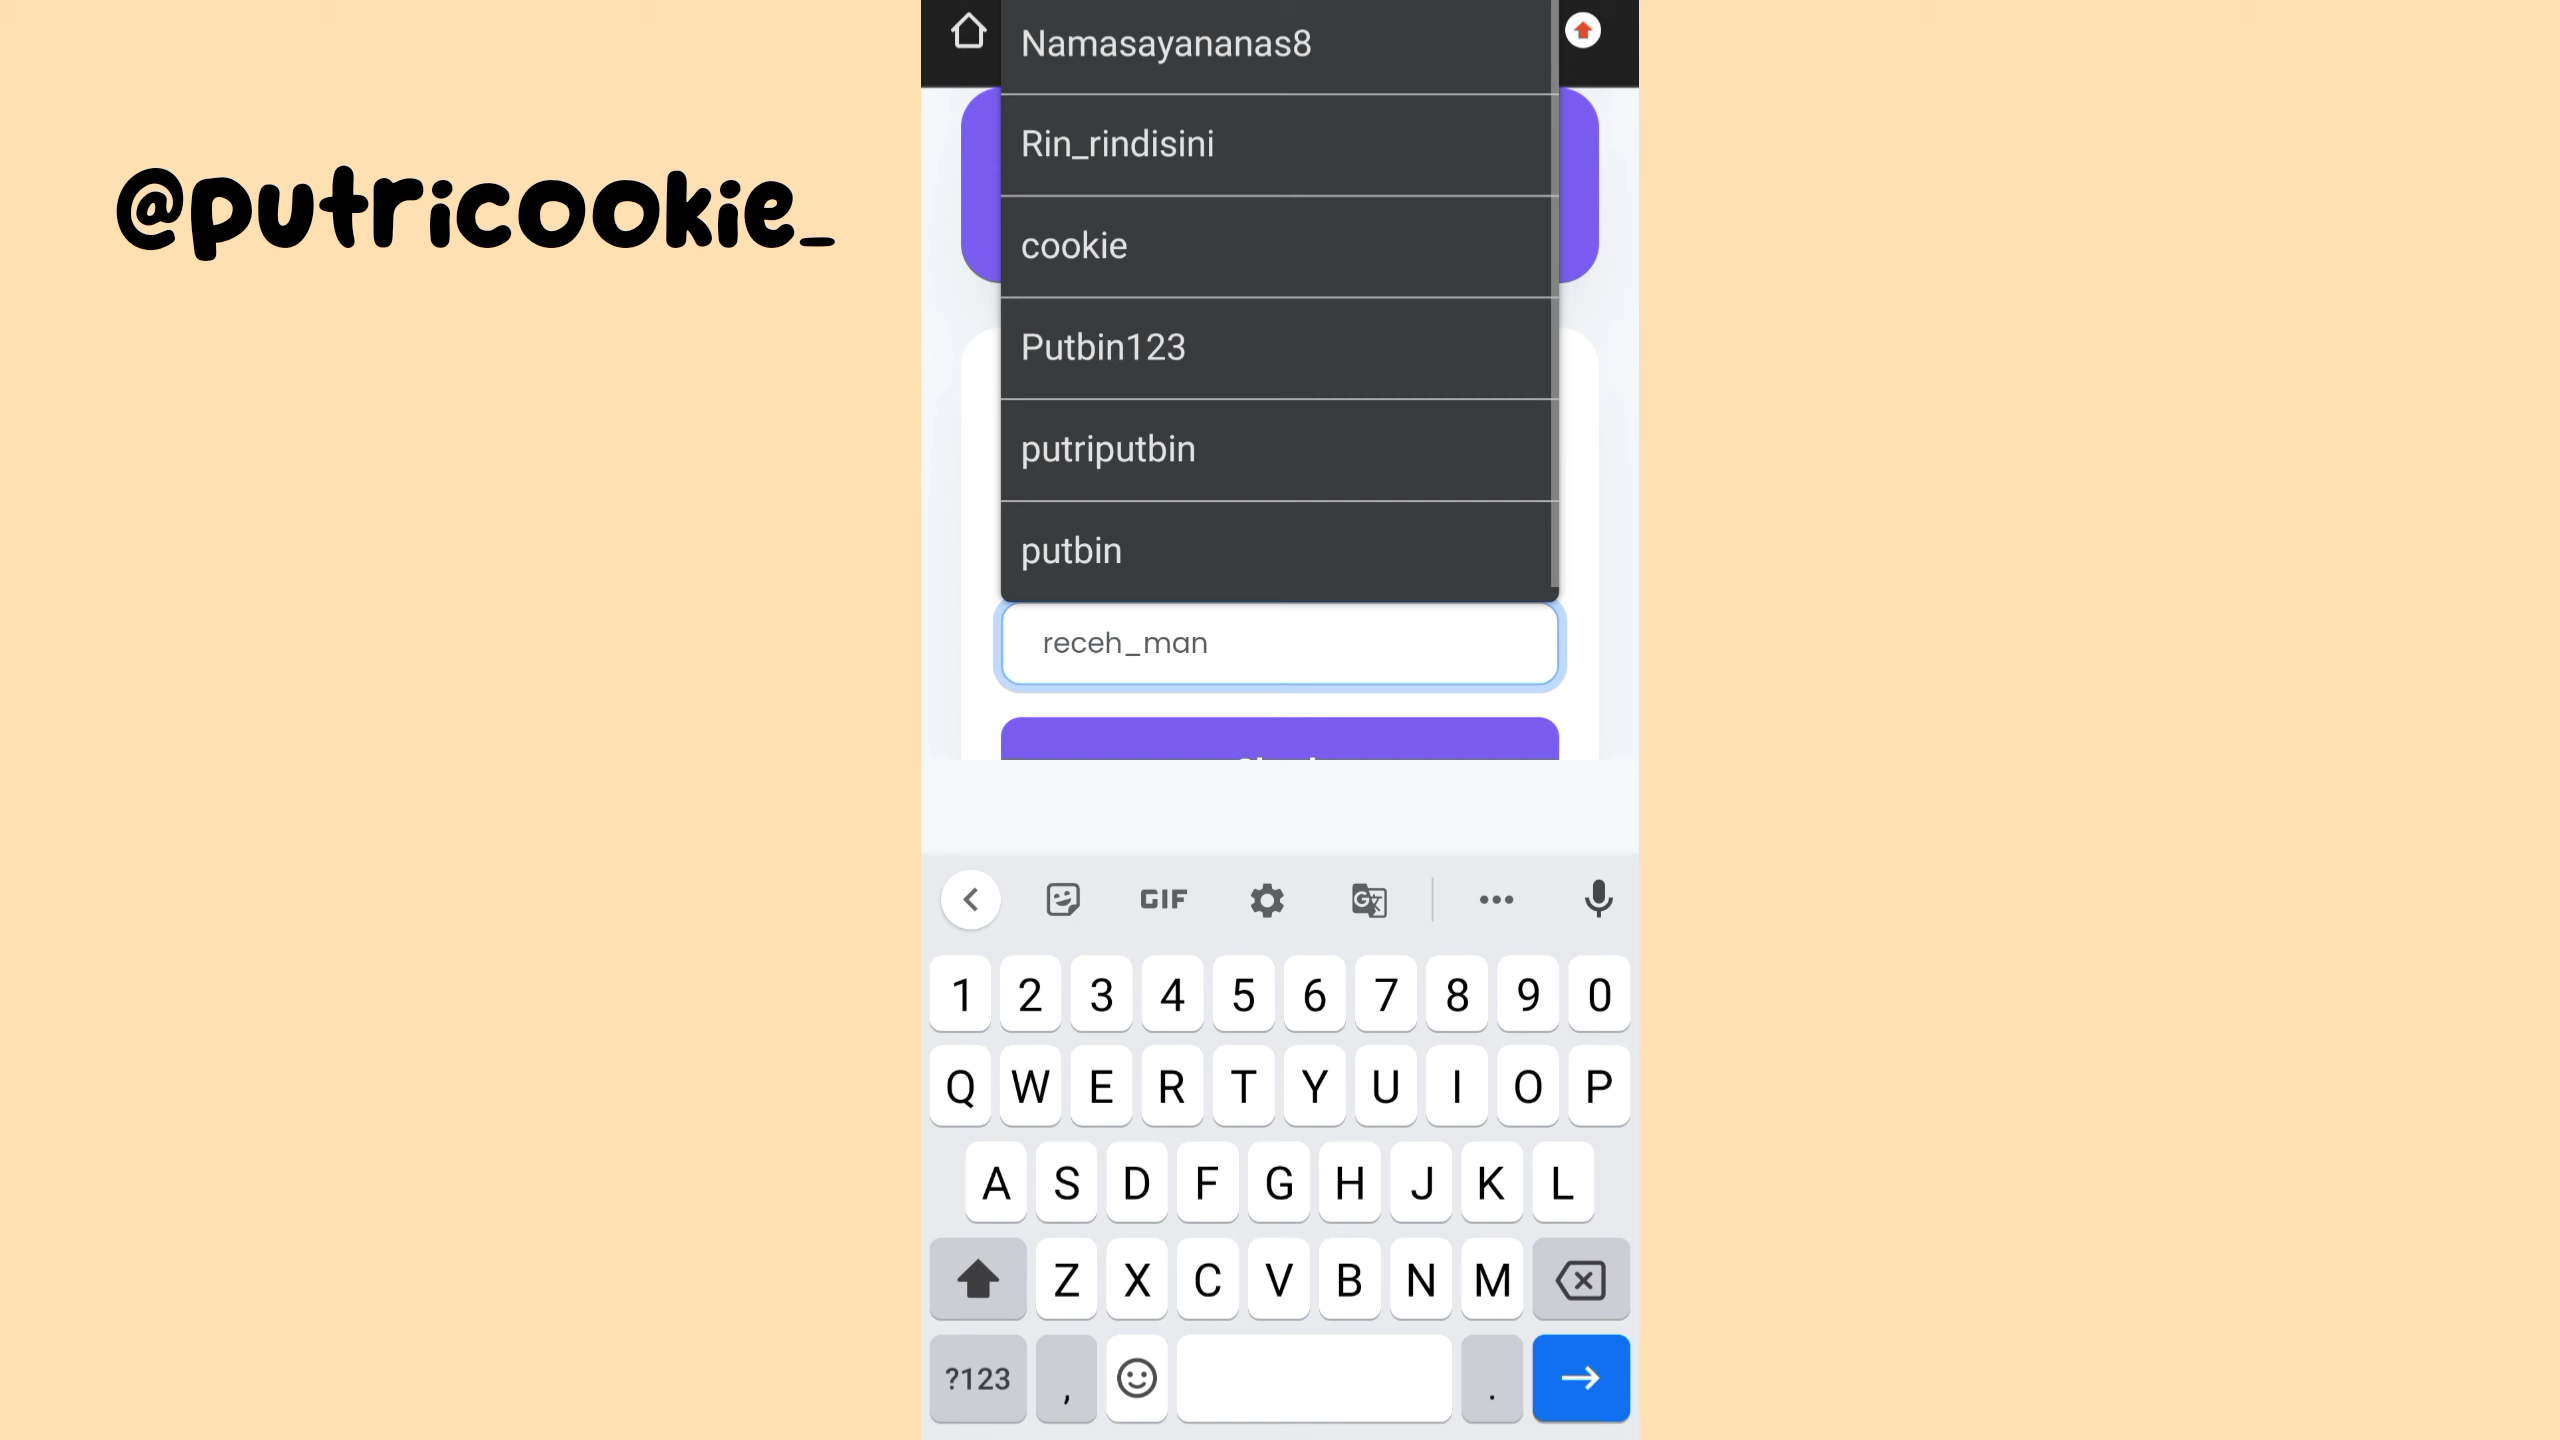 @putricookie_
Namasayananas8
Rin_rindisini
cookie
Putbin123
putriputbin
putbin
receh_man
GIF
1 2 3 4 5 6 7 8 9 0
Q W E R T Y U I O P
A S D F G H J K L
Z X C V B N M
?123 , .